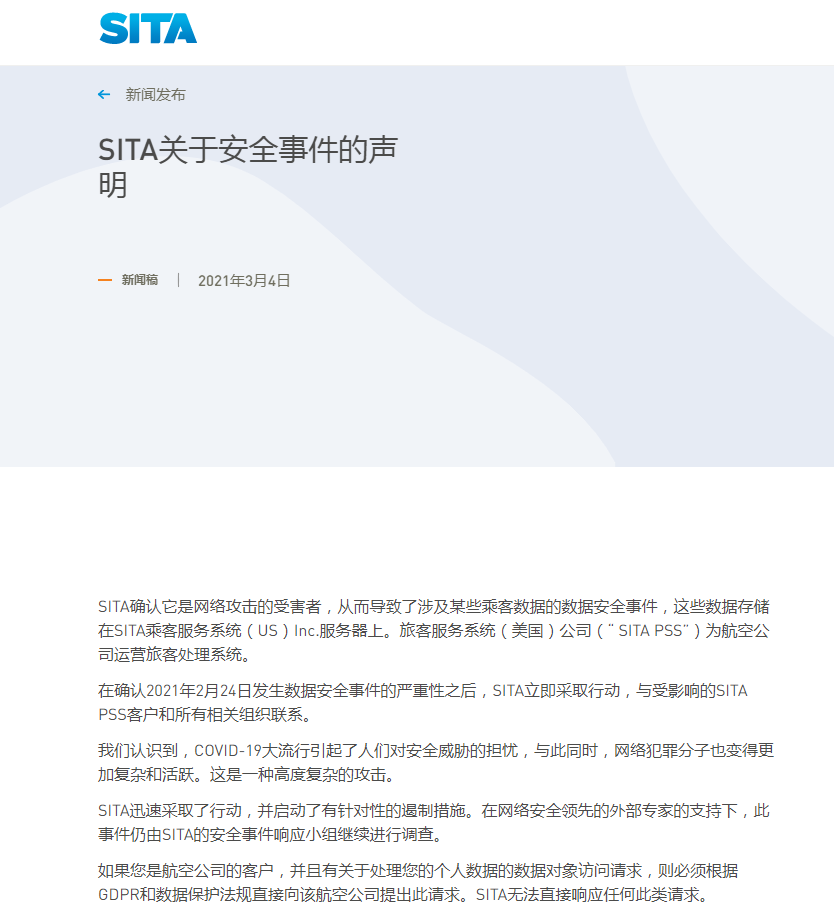 SITA
← 新闻发布
SITA关于安全事件的声
明
新闻稿 | 2021年3月4日
SITA确认它是网络攻击的受害者，从而导致了涉及某些乘客数据的数据安全事件，这些数据存储
在SITA乘客服务系统（US）Inc.服务器上。旅客服务系统（美国）公司（¨ SITA PSS¨）为航空公
司运营旅客处理系统。
在确认2021年2月24日发生数据安全事件的严重性之后，SITA立即采取行动，与受影响的SITA
PSS客户和所有相关组织联系。
我们认识到，COVID-19大流行引起了人们对安全威胁的担忧，与此同时，网络犯罪分子也变得更
加复杂和活跃。这是一种高度复杂的攻击。
SITA迅速采取了行动，并启动了有针对性的遏制措施。在网络安全领先的外部专家的支持下，此
事件仍由SITA的安全事件响应小组继续进行调查。
如果您是航空公司的客户，并且有关于处理您的个人数据的数据对象访问请求，则必须根据
GDPR和数据保护法规直接向该航空公司提出此请求。SITA无法直接响应任何此类请求。